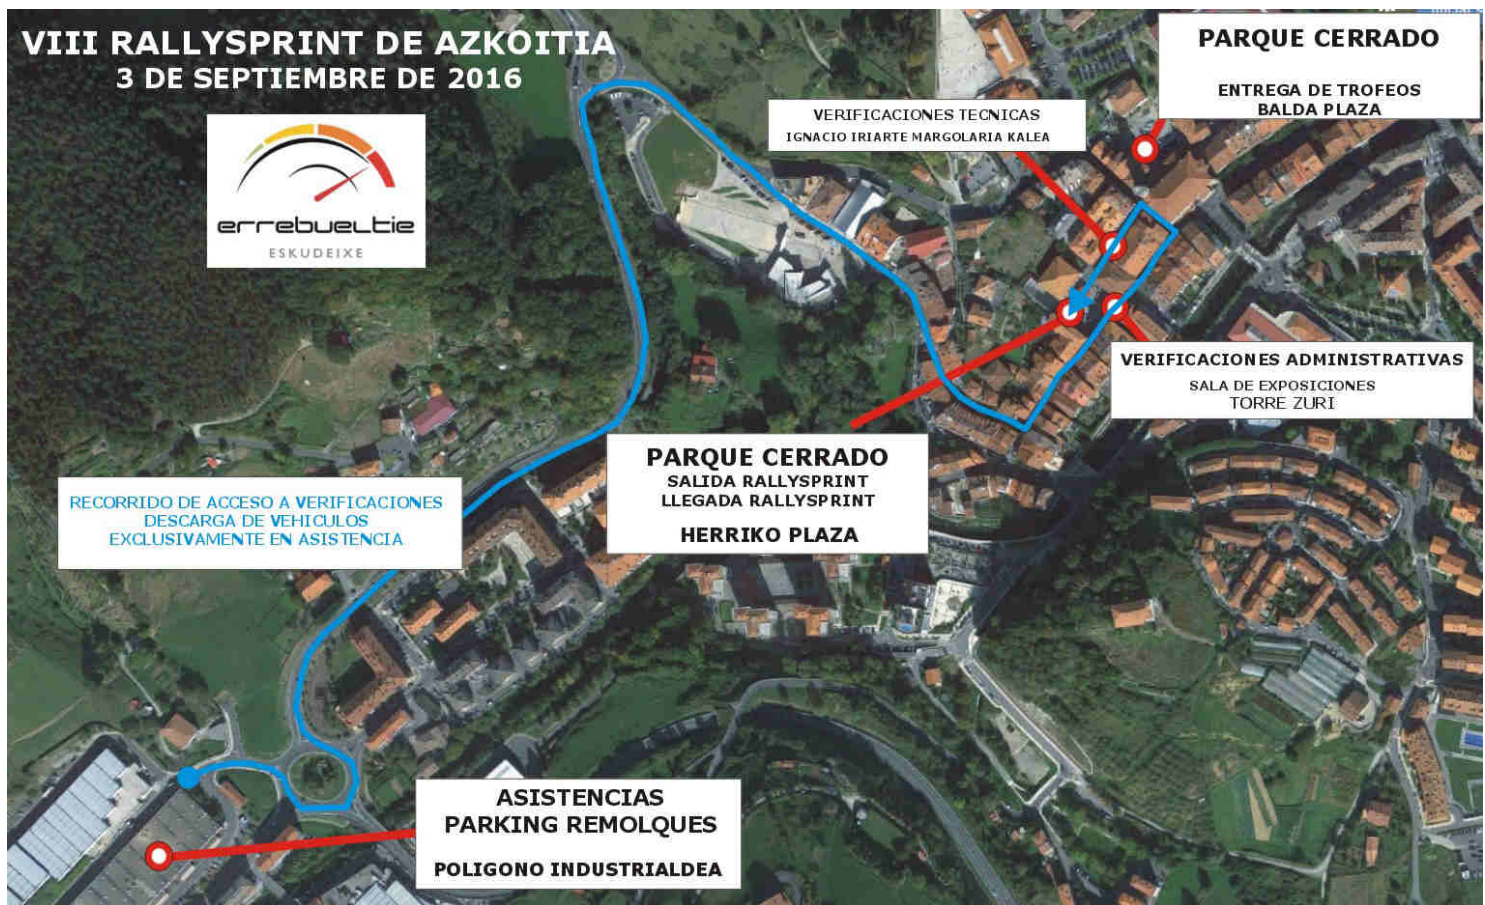 VIII RALLYSPRINT DE AZKOITIA
3 DE SEPTIEMBRE DE 2016
errebueltie
ESKUDEIXE
PARQUE CERRADO
ENTREGA DE TROFEOS
BALDA PLAZA
VERIFICACIONES TECNICAS
IGNACIO IRIARTE MARGOLARIA KALEA
VERIFICACIONES ADMINISTRATIVAS
SALA DE EXPOSICIONES
TORRE ZURI
PARQUE CERRADO
SALIDA RALLYSPRINT
LLEGADA RALLYSPRINT
HERRIKO PLAZA
RECORRIDO DE ACCESO A VERIFICACIONES
DESCARGA DE VEHICULOS
EXCLUSIVAMENTE EN ASISTENCIA
ASISTENCIAS
PARKING REMOLQUES
POLIGONO INDUSTRIALDEA